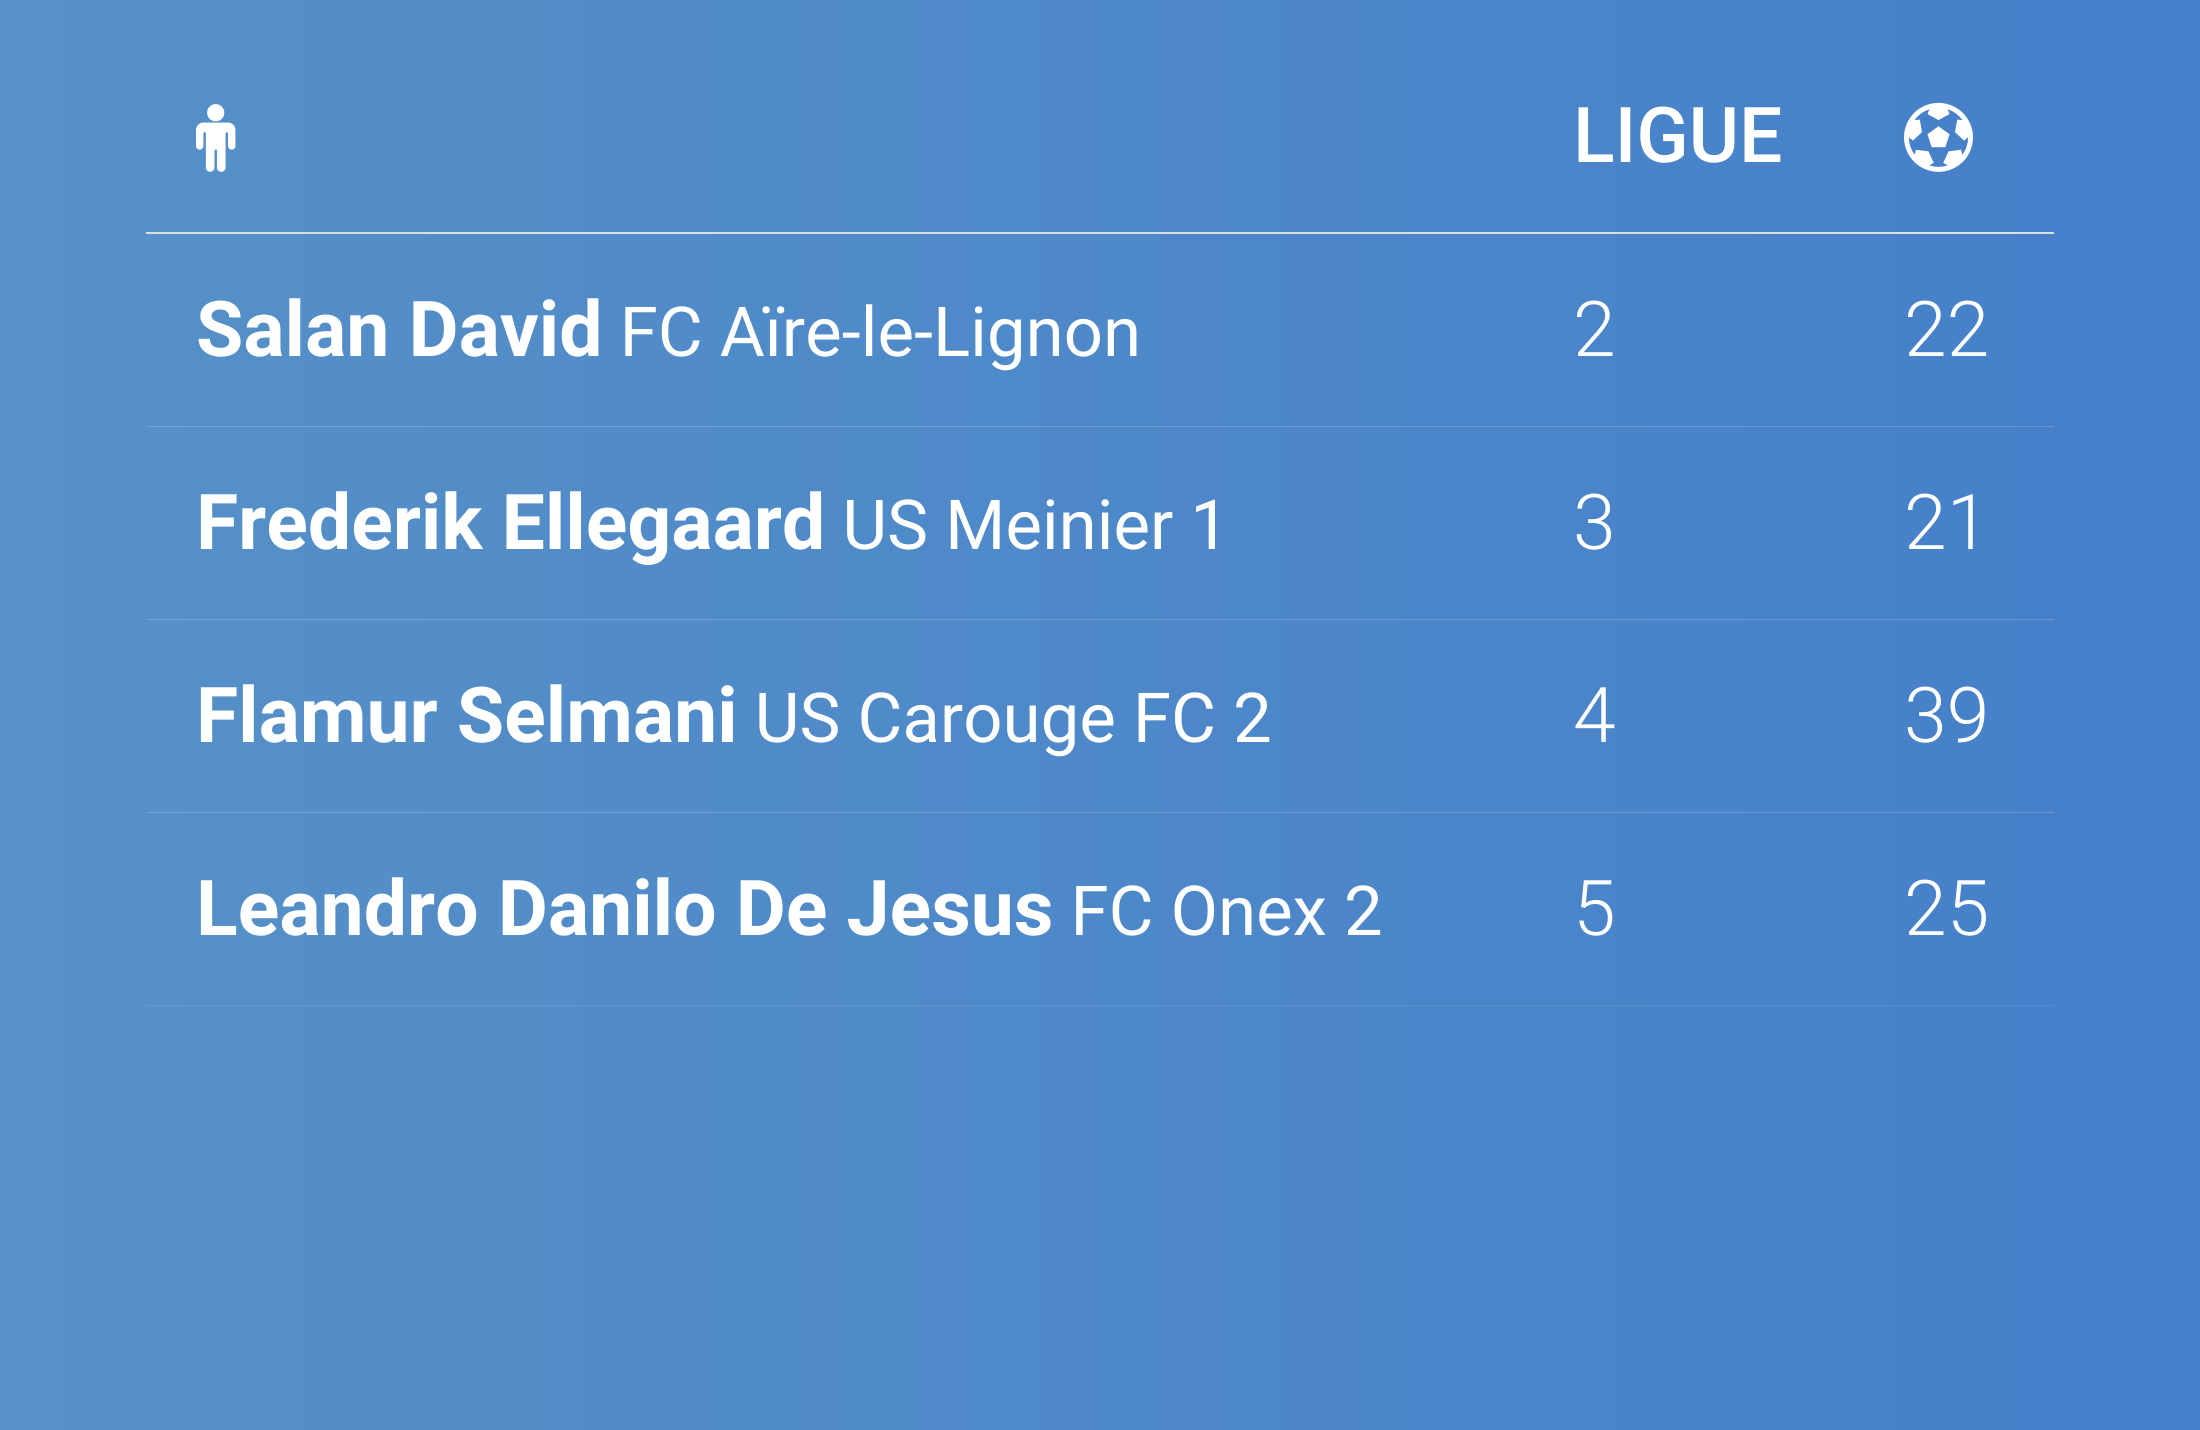 LIGUE
Salan David FC Aïre-le-Lignon 2 22
Frederik Ellegaard US Meinier 1 3 21
Flamur Selmani US Carouge FC 2 4 39
Leandro Danilo De Jesus FC Onex 2 5 25